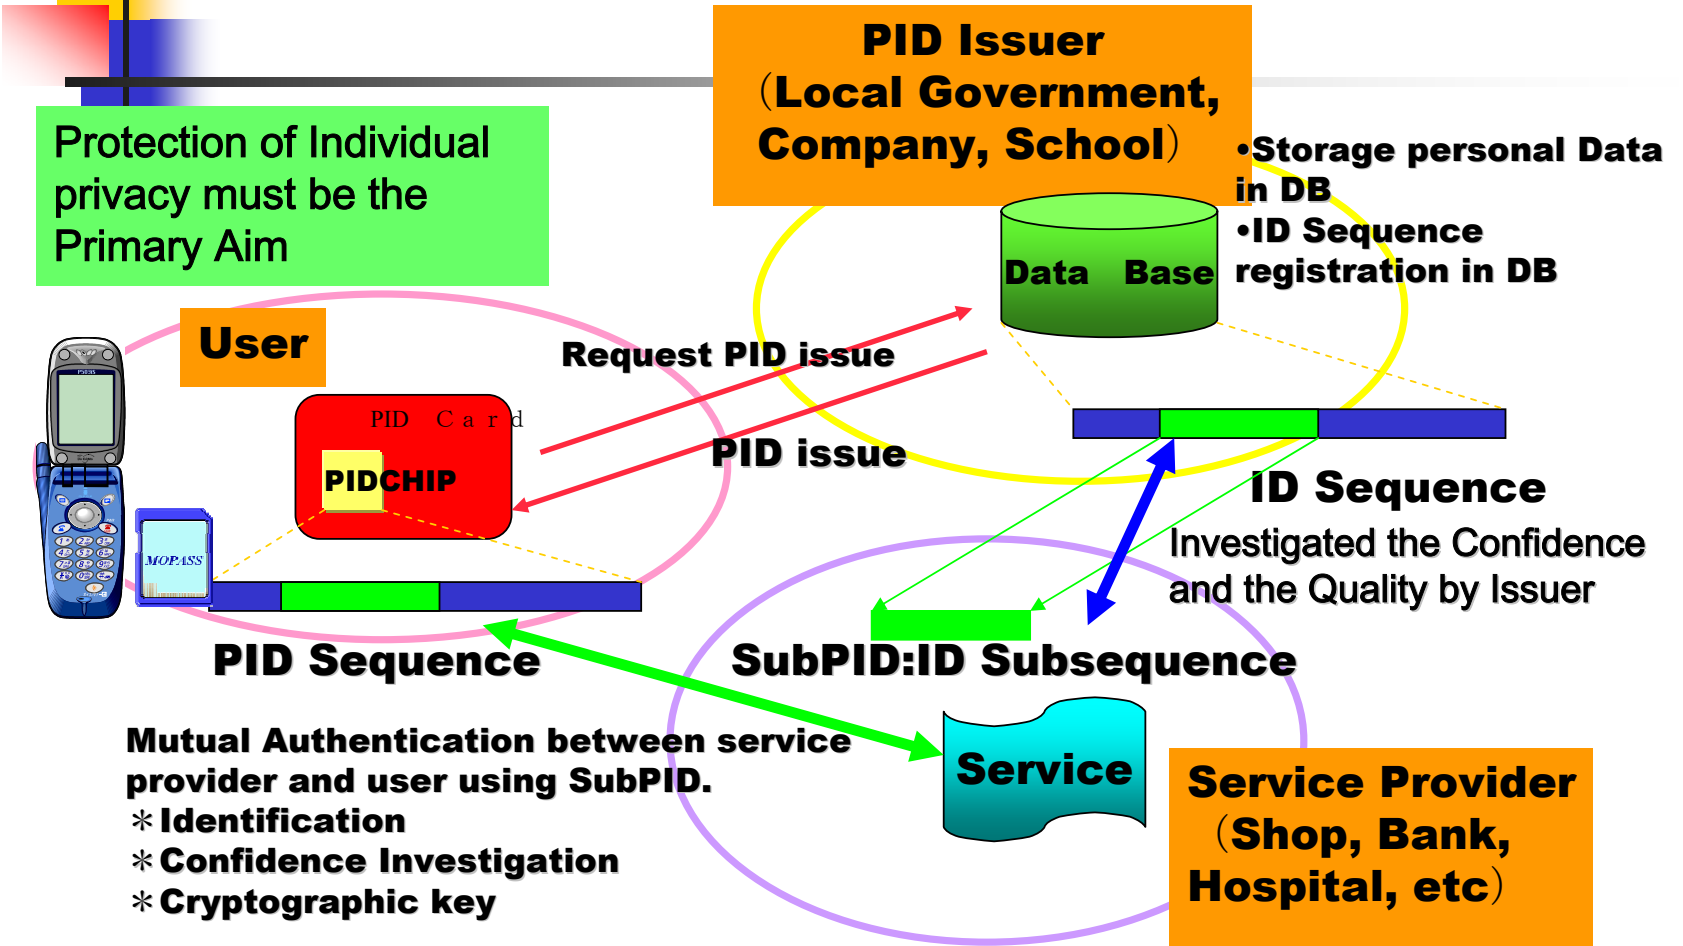 PID Issuer
（Local Government,
Company, School）
Protection of Individual
privacy must be the
Primary Aim
•Storage personal Data
in DB
•ID Sequence
registration in DB
Data Base
User
Request PID issue
PID Card
PIDCHIP
PID issue
MOPASS
ID Sequence
Investigated the Confidence
and the Quality by Issuer
PID Sequence
SubPID:ID Subsequence
Mutual Authentication between service
provider and user using SubPID.
＊Identification
＊Confidence Investigation
＊Cryptographic key
Service
Service Provider
（Shop, Bank,
Hospital, etc）